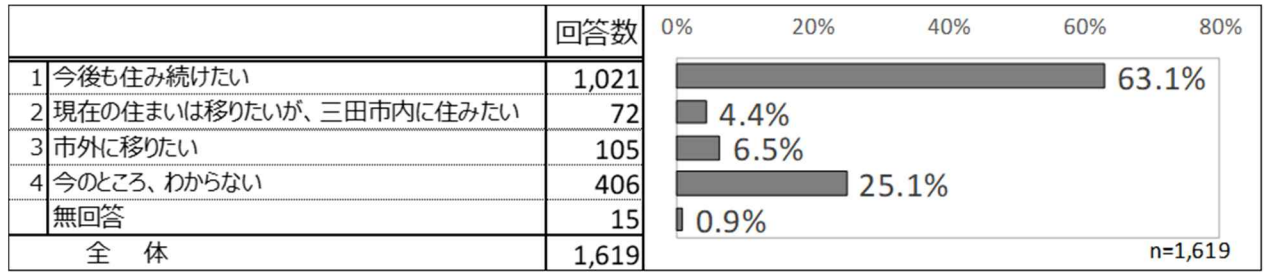 回答数 0% 20% 40% 60% 80%
1 今後も住み続けたい 1,021 63.1%
2 現在の住まいは移りたいが、三田市内に住みたい 72 4.4%
3 市外に移りたい 105 6.5%
4 今のところ、わからない 406 25.1%
無回答 15 0.9%
全 体 1,619 n=1,619